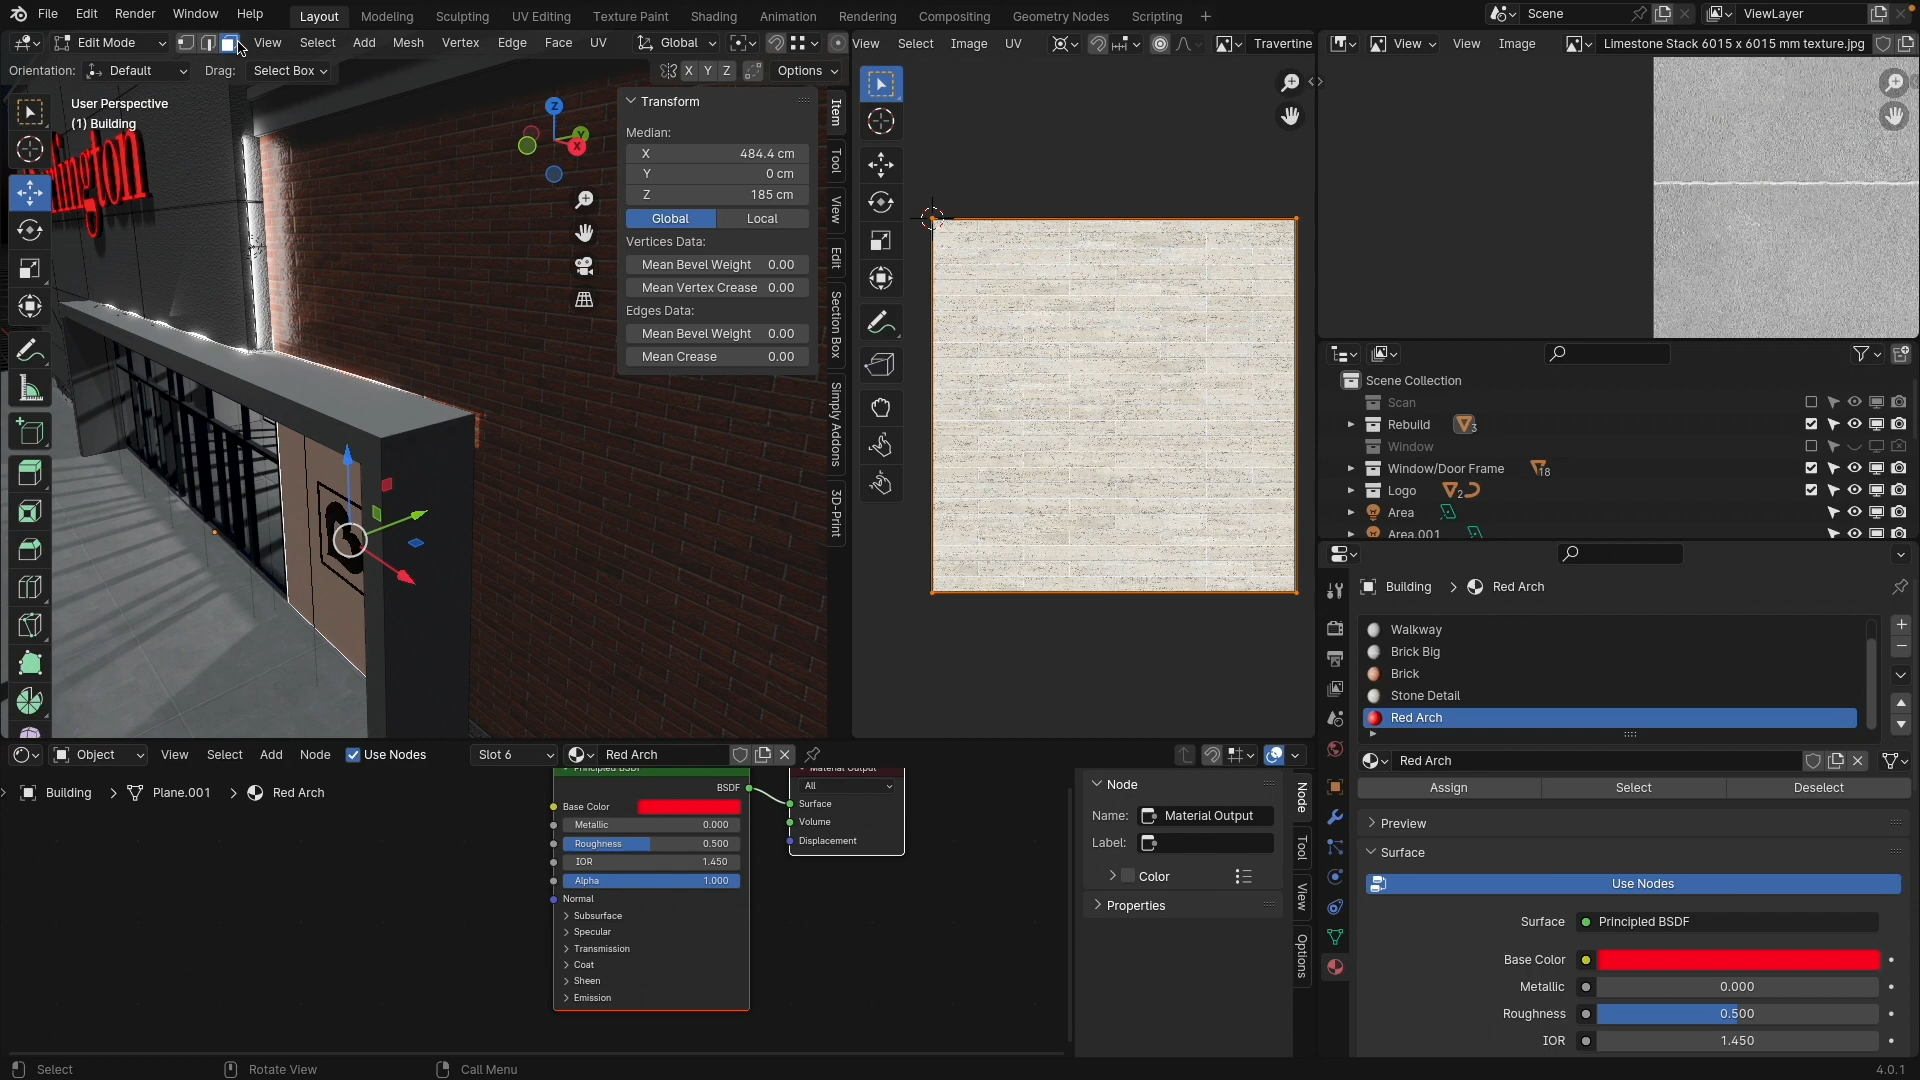 File Edit Render Window Help
Layout Modeling Sculpting UV Editing Texture Paint Shading Animation Rendering Compositing Geometry Nodes Scripting +
Scene
ViewLayer
Edit Mode
View Select Add Mesh Vertex Edge Face UV
Global
Orientation: Default Drag: Select Box
X Y Z Options
User Perspective
(1) Building
Z
Y
X
Transform
Median:
X 484.4 cm
Y 0 cm
Z 185 cm
Global Local
Vertices Data:
Mean Bevel Weight 0.00
Mean Vertex Crease 0.00
Edges Data:
Mean Bevel Weight 0.00
Mean Crease 0.00
Item
Tool
View
Edit
Section Box
Simply Addons
3D-Print
View Select Image UV
Travertine
View
View Image
Limestone Stack 6015 x 6015 mm texture.jpg
Scene Collection
Scan
Rebuild 3
Window
Window/Door Frame 18
Logo 2
Area
Area.001
Building > Red Arch
Walkway
Brick Big
Brick
Stone Detail
Red Arch
Red Arch
Assign Select Deselect
Preview
Surface
Use Nodes
Surface Principled BSDF
Base Color
Metallic 0.000
Roughness 0.500
IOR 1.450
Object View Select Add Node Use Nodes
Slot 6
Red Arch
Building > Plane.001 > Red Arch
Principled BSDF
BSDF
Base Color
Metallic 0.000
Roughness 0.500
IOR 1.450
Alpha 1.000
Normal
Subsurface
Specular
Transmission
Coat
Sheen
Emission
Material Output
All
Surface
Volume
Displacement
Node
Name: Material Output
Label:
Color
Properties
Node
Tool
View
Options
Select Rotate View Call Menu
4.0.1